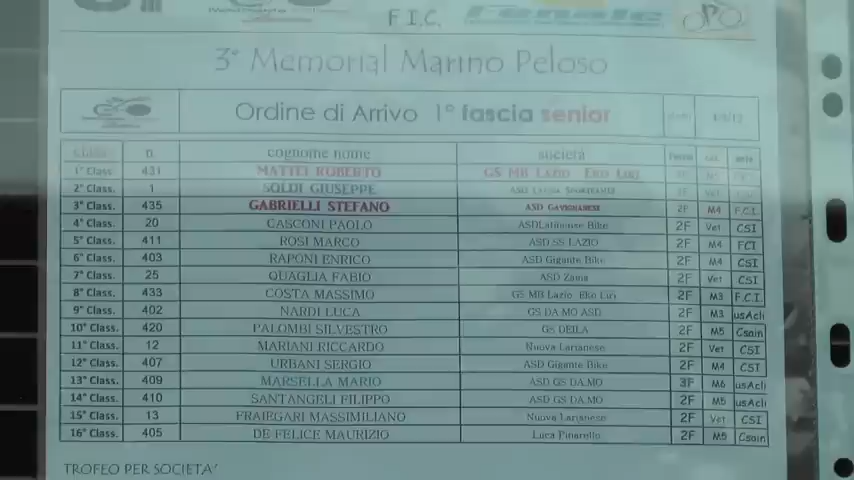 F.I.C.
3° Memorial Marino Peloso
Ordine di Arrivo 1° fascia senior
Class. n. cognome nome società
1° Class. 431 MATTEI ROBERTO GS MB Lazio Eko Liri
2° Class. 1 SOLDI GIUSEPPE
3° Class. 435 GABRIELLI STEFANO ASD GAVIGNANESI 2F M4 F.C.I.
4° Class. 20 CASCONI PAOLO ASDLatinense Bike 2F Vet CSI
5° Class. 411 ROSI MARCO ASD SS LAZIO 2F M4 FCI
6° Class. 403 RAPONI ENRICO ASD Gigante Bike 2F M4 CSI
7° Class. 25 QUAGLIA FABIO ASD Zama 2F Vet CSI
8° Class. 433 COSTA MASSIMO GS MB Lazio Eko Liri 2F M3 F.C.I.
9° Class. 402 NARDI LUCA GS DA MO ASD 2F M3 usAcli
10° Class. 420 PALOMBI SILVESTRO GS DEILA 2F M5 Csain
11° Class. 12 MARIANI RICCARDO Nuova Larianese 2F Vet CSI
12° Class. 407 URBANI SERGIO ASD Gigante Bike 2F M4 CSI
13° Class. 409 MARSELLA MARIO ASD GS DA.MO 3F M6 usAcli
14° Class. 410 SANTANGELI FILIPPO ASD GS DA.MO 2F M5 usAcli
15° Class. 13 FRAIEGARI MASSIMILIANO Nuova Larianese 2F Vet CSI
16° Class. 405 DE FELICE MAURIZIO Luca Pinarello 2F M5 Csain
TROFEO PER SOCIETA'